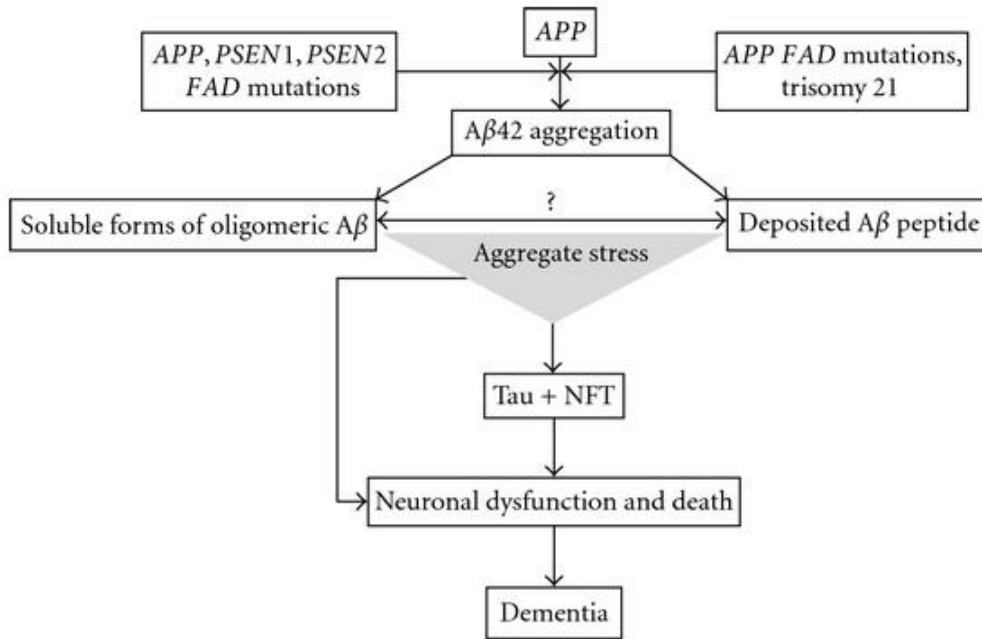 APP
APP, PSEN1, PSEN2
FAD mutations
APP FAD mutations,
trisomy 21
Aβ42 aggregation
?
Soluble forms of oligomeric Aβ
Deposited Aβ peptide
Aggregate stress
Tau + NFT
Neuronal dysfunction and death
Dementia